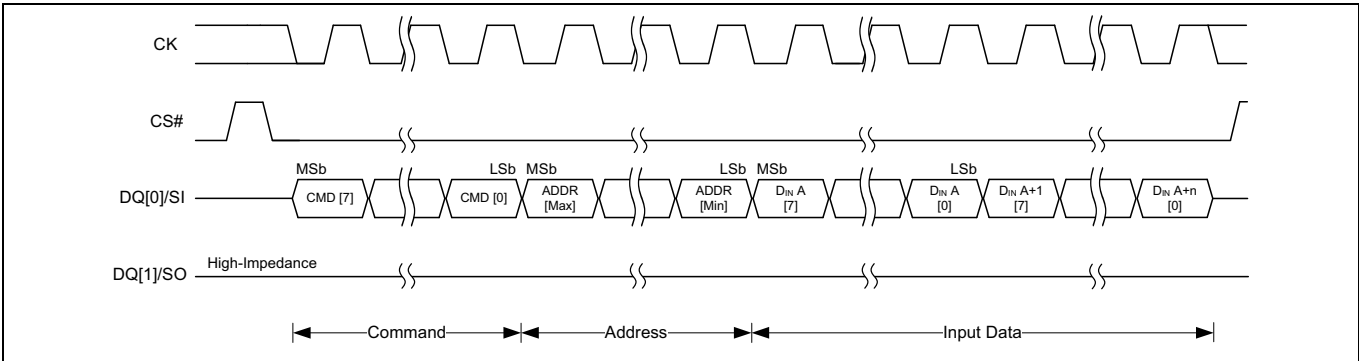 CK
CS#
MSb LSb MSb LSb MSb LSb
DQ[0]/SI CMD [7] CMD [0] ADDR [Max] ADDR [Min] DIN A [7] DIN A [0] DIN A+1 [7] DIN A+n [0]
High-Impedance
DQ[1]/SO
Command Address Input Data